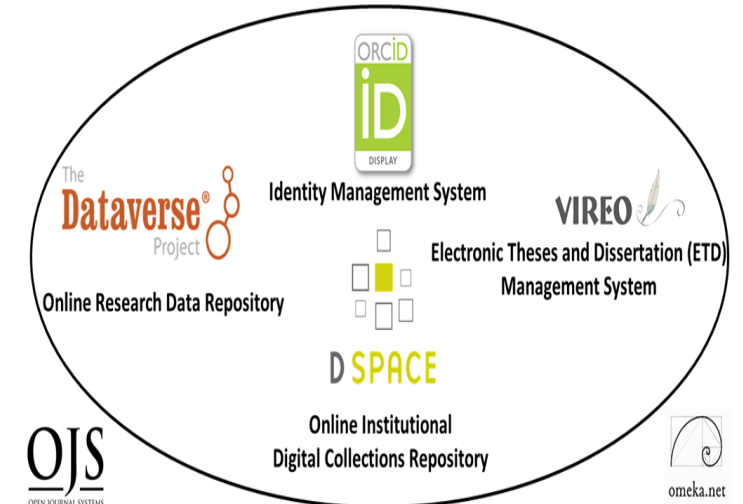 ORCID
iD
DISPLAY
Identity Management System
The
Dataverse®
Project
Online Research Data Repository
VIREO
Electronic Theses and Dissertation (ETD)
Management System
D SPACE
Online Institutional
Digital Collections Repository
OJS
OPEN JOURNAL SYSTEMS
omeka.net